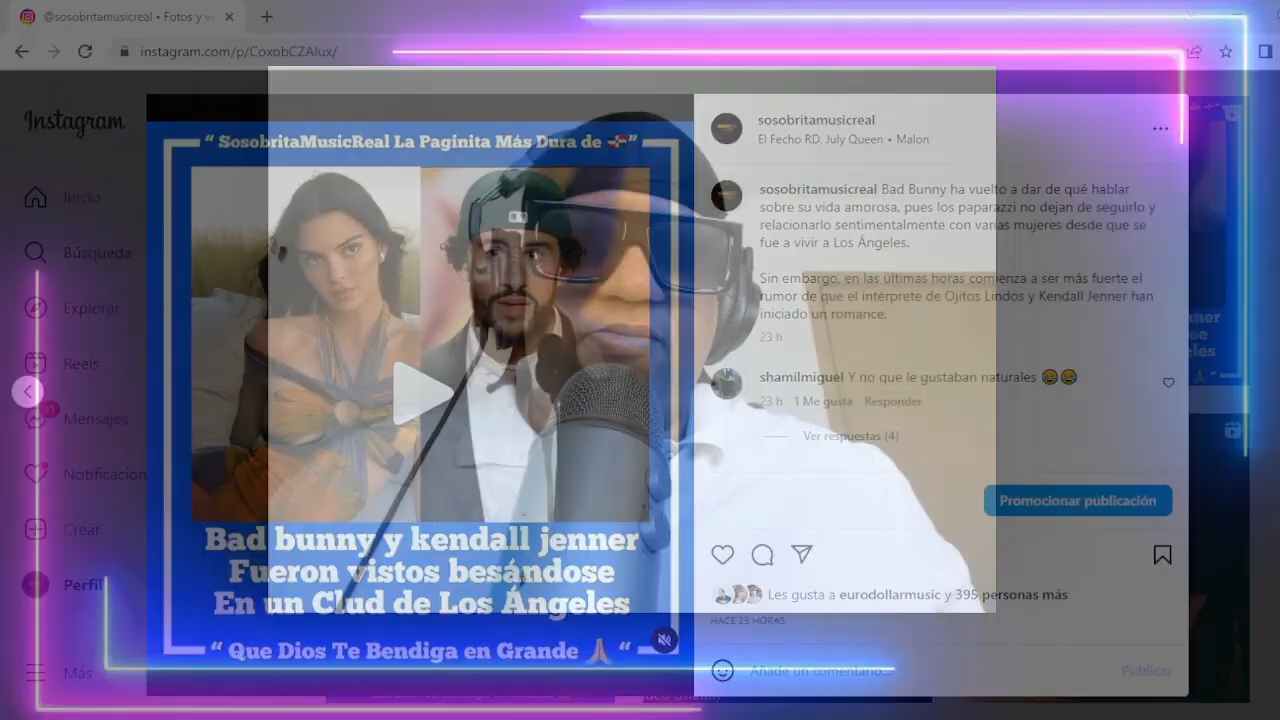 @sosobritamusicreal • Fotos y v
instagram.com/p/CoxobCZAlux/
Instagram
Inicio
Búsqueda
Explorar
Reels
1
Mensajes
Notificacion
Crear
Perfil
Más
“ SosobritaMusicReal La Paginita Más Dura de 🇩🇴”
Bad bunny y kendall jenner
Fueron vistos besándose
En un Clud de Los Ángeles
“ Que Dios Te Bendiga en Grande 🙏🏽 “
sosobritamusicreal
El Fecho RD, July Queen • Malon
sosobritamusicreal Bad Bunny ha vuelto a dar de qué hablar
sobre su vida amorosa, pues los paparazzi no dejan de seguirlo y
relacionarlo sentimentalmente con varias mujeres desde que se
fue a vivir a Los Ángeles.
Sin embargo, en las últimas horas comienza a ser más fuerte el
rumor de que el intérprete de Ojitos Lindos y Kendall Jenner han
iniciado un romance.
23 h
shamilmiguel Y no que le gustaban naturales 😂😂
23 h 1 Me gusta Responder
Ver respuestas (4)
Promocionar publicación
Les gusta a eurodollarmusic y 395 personas más
HACE 23 HORAS
Añade un comentario...
Publicar